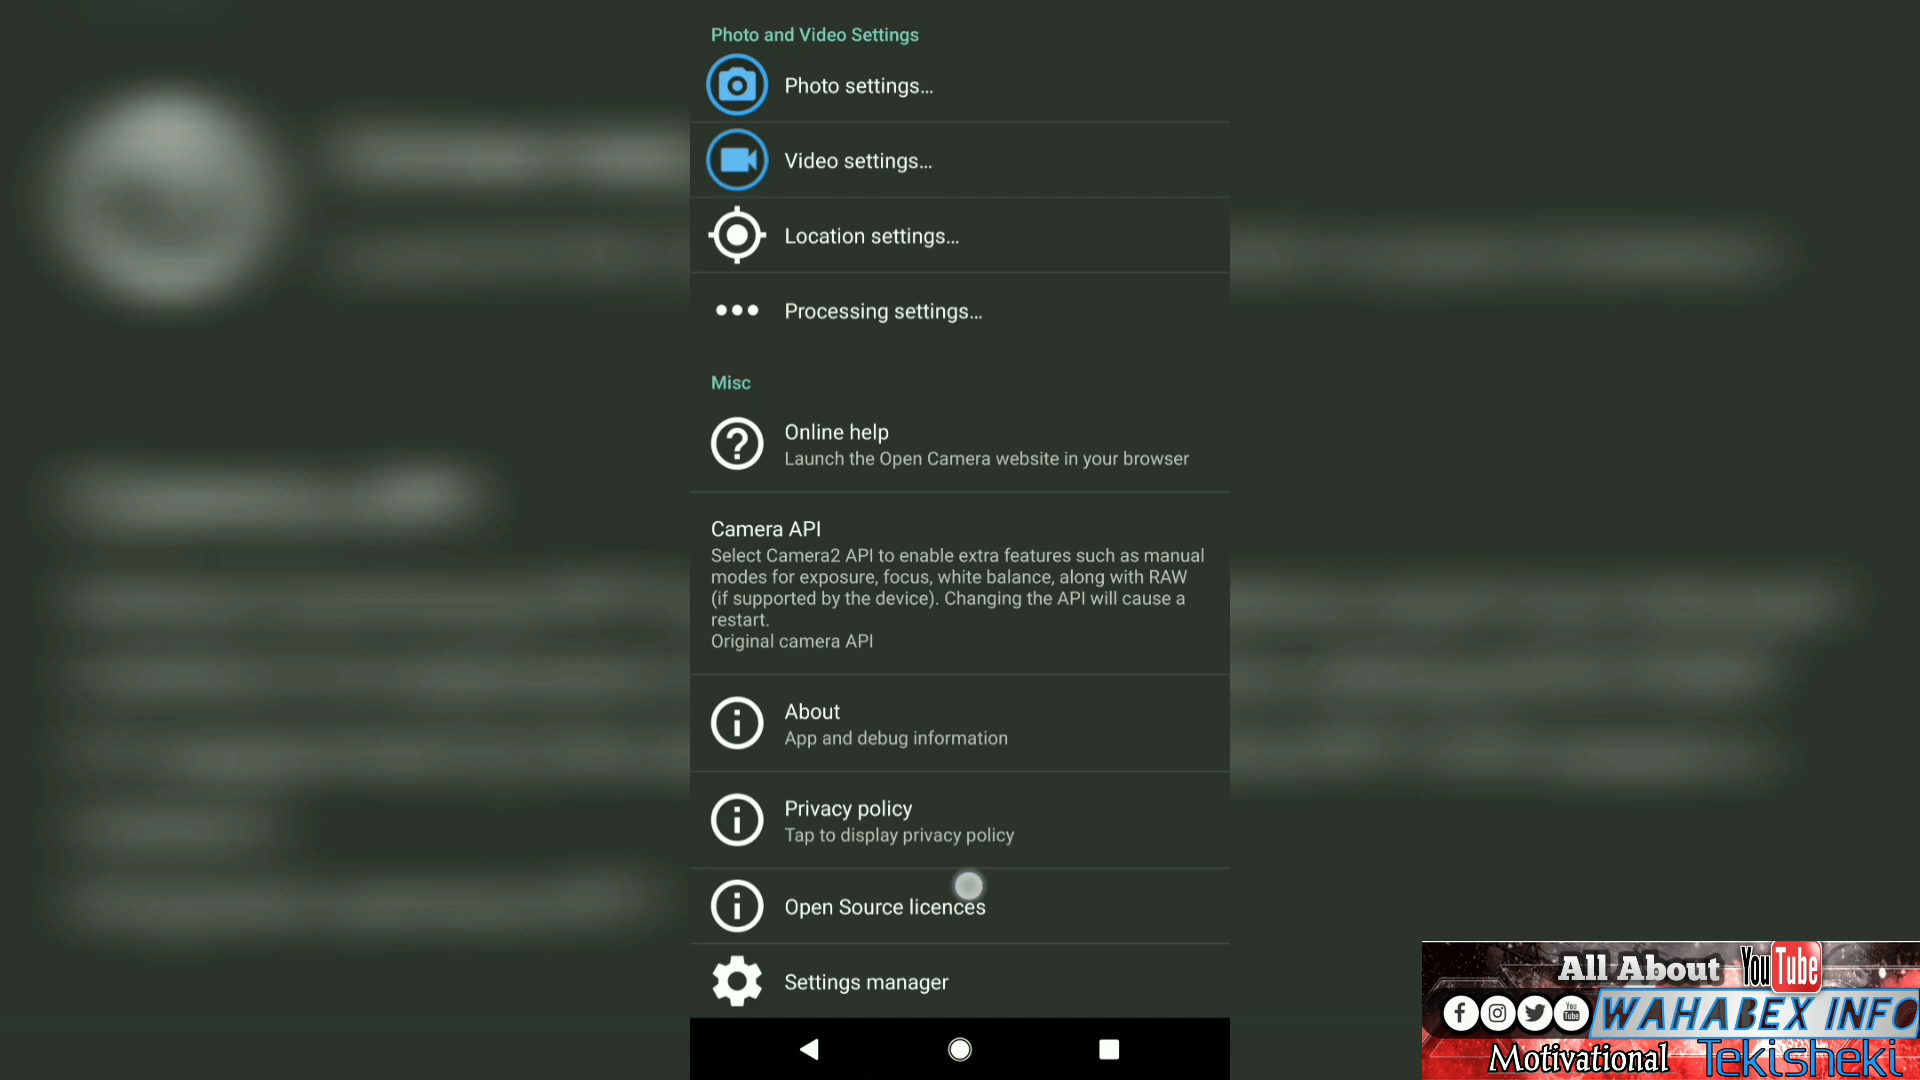 Photo and Video Settings
Photo settings...
Video settings...
Location settings...
Processing settings...
Misc
Online help
Launch the Open Camera website in your browser
Camera API
Select Camera2 API to enable extra features such as manual
modes for exposure, focus, white balance, along with RAW
(if supported by the device). Changing the API will cause a
restart.
Original camera API
About
App and debug information
Privacy policy
Tap to display privacy policy
Open Source licences
Settings manager
All About YouTube
You Tube
WAHABEX INFO
Motivational Tekisheki